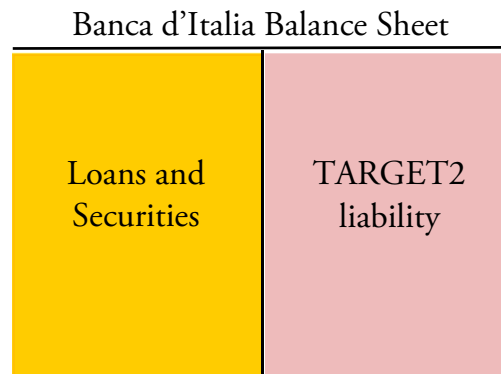 Banca d’Italia Balance Sheet
Loans and
Securities
TARGET2
liability